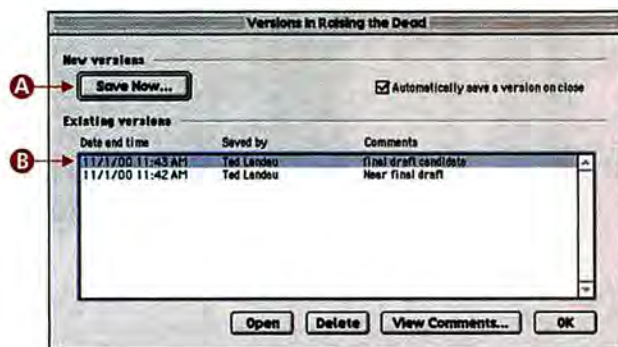 Versions in Raising the Dead
New versions
A Save Now... Automatically save a version on close
Existing versions
Date and time Saved by Comments
B 11/1/00 11:43 AM Ted Landau final draft candidate
11/1/00 11:42 AM Ted Landau Near final draft
Open Delete View Comments... OK